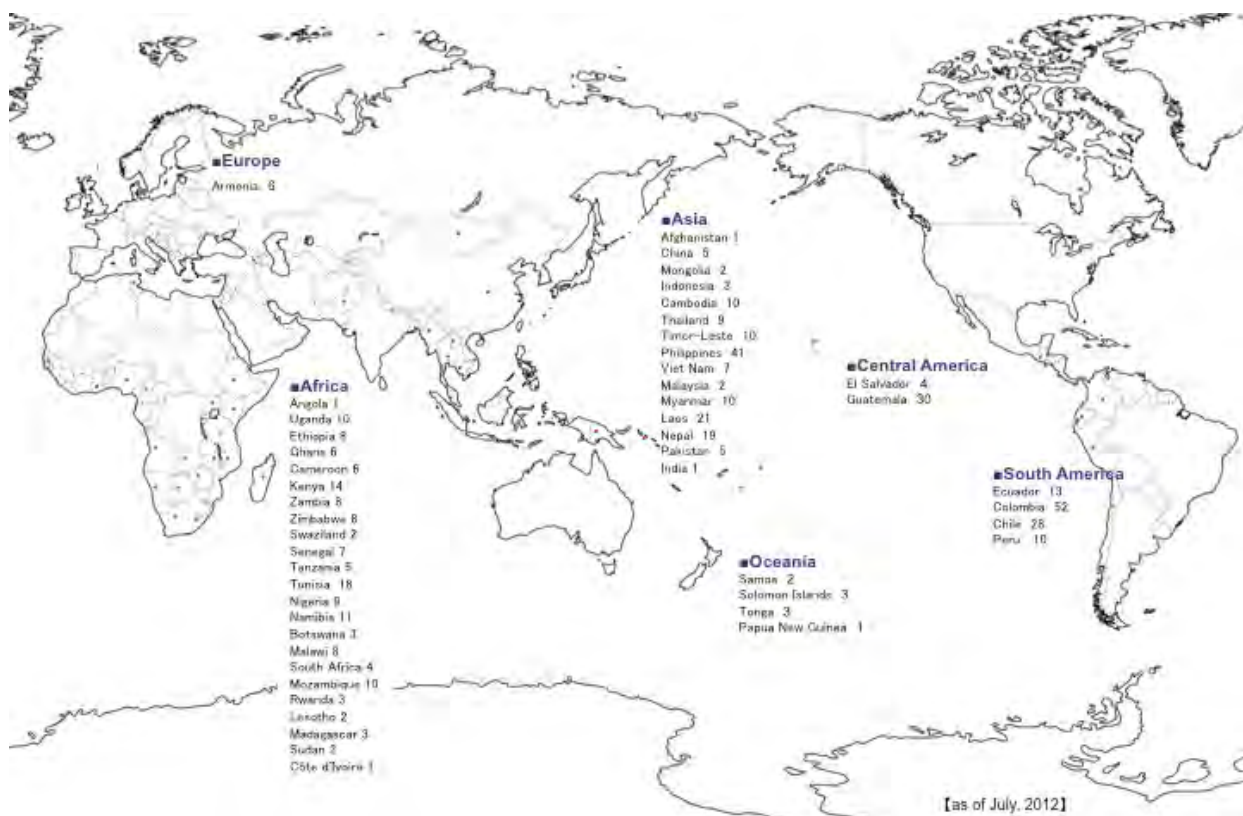 ■Europe
Armenia 6
■Asia
Afghanistan 1
China 5
Mongolia 2
Indonesia
Cambodia 10
Thailand 9
Timor-Leste 10
Philippines 41
Viet Nam 7
Malaysia 2
Myanmar 10
Laos 21
Nepal 19
Pakistan 5
India 1
■Central America
El Salvador 4
Guatemala 30
■Africa
Angola 1
Uganda 10
Ethiopia 8
Ghana 6
Cameroon 6
Kenya 14
Zambia 8
Zimbabwe
Swaziland 2
Senegal 7
Tanzania 5
Tunisia 18
Nigeria 9
Namibia 11
Botswana 3
Malawi 8
South Africa 4
Mozambique 10
Rwanda 3
Lesotho 2
Madagascar 3
Sudan 2
Côte d'Ivoire 1
■South America
Ecuador 13
Colombia 52
Chile 28
Peru 10
■Oceania
Samoa 2
Solomon Islands 3
Tonga 3
Papua New Guinea 1
【as of July, 2012】